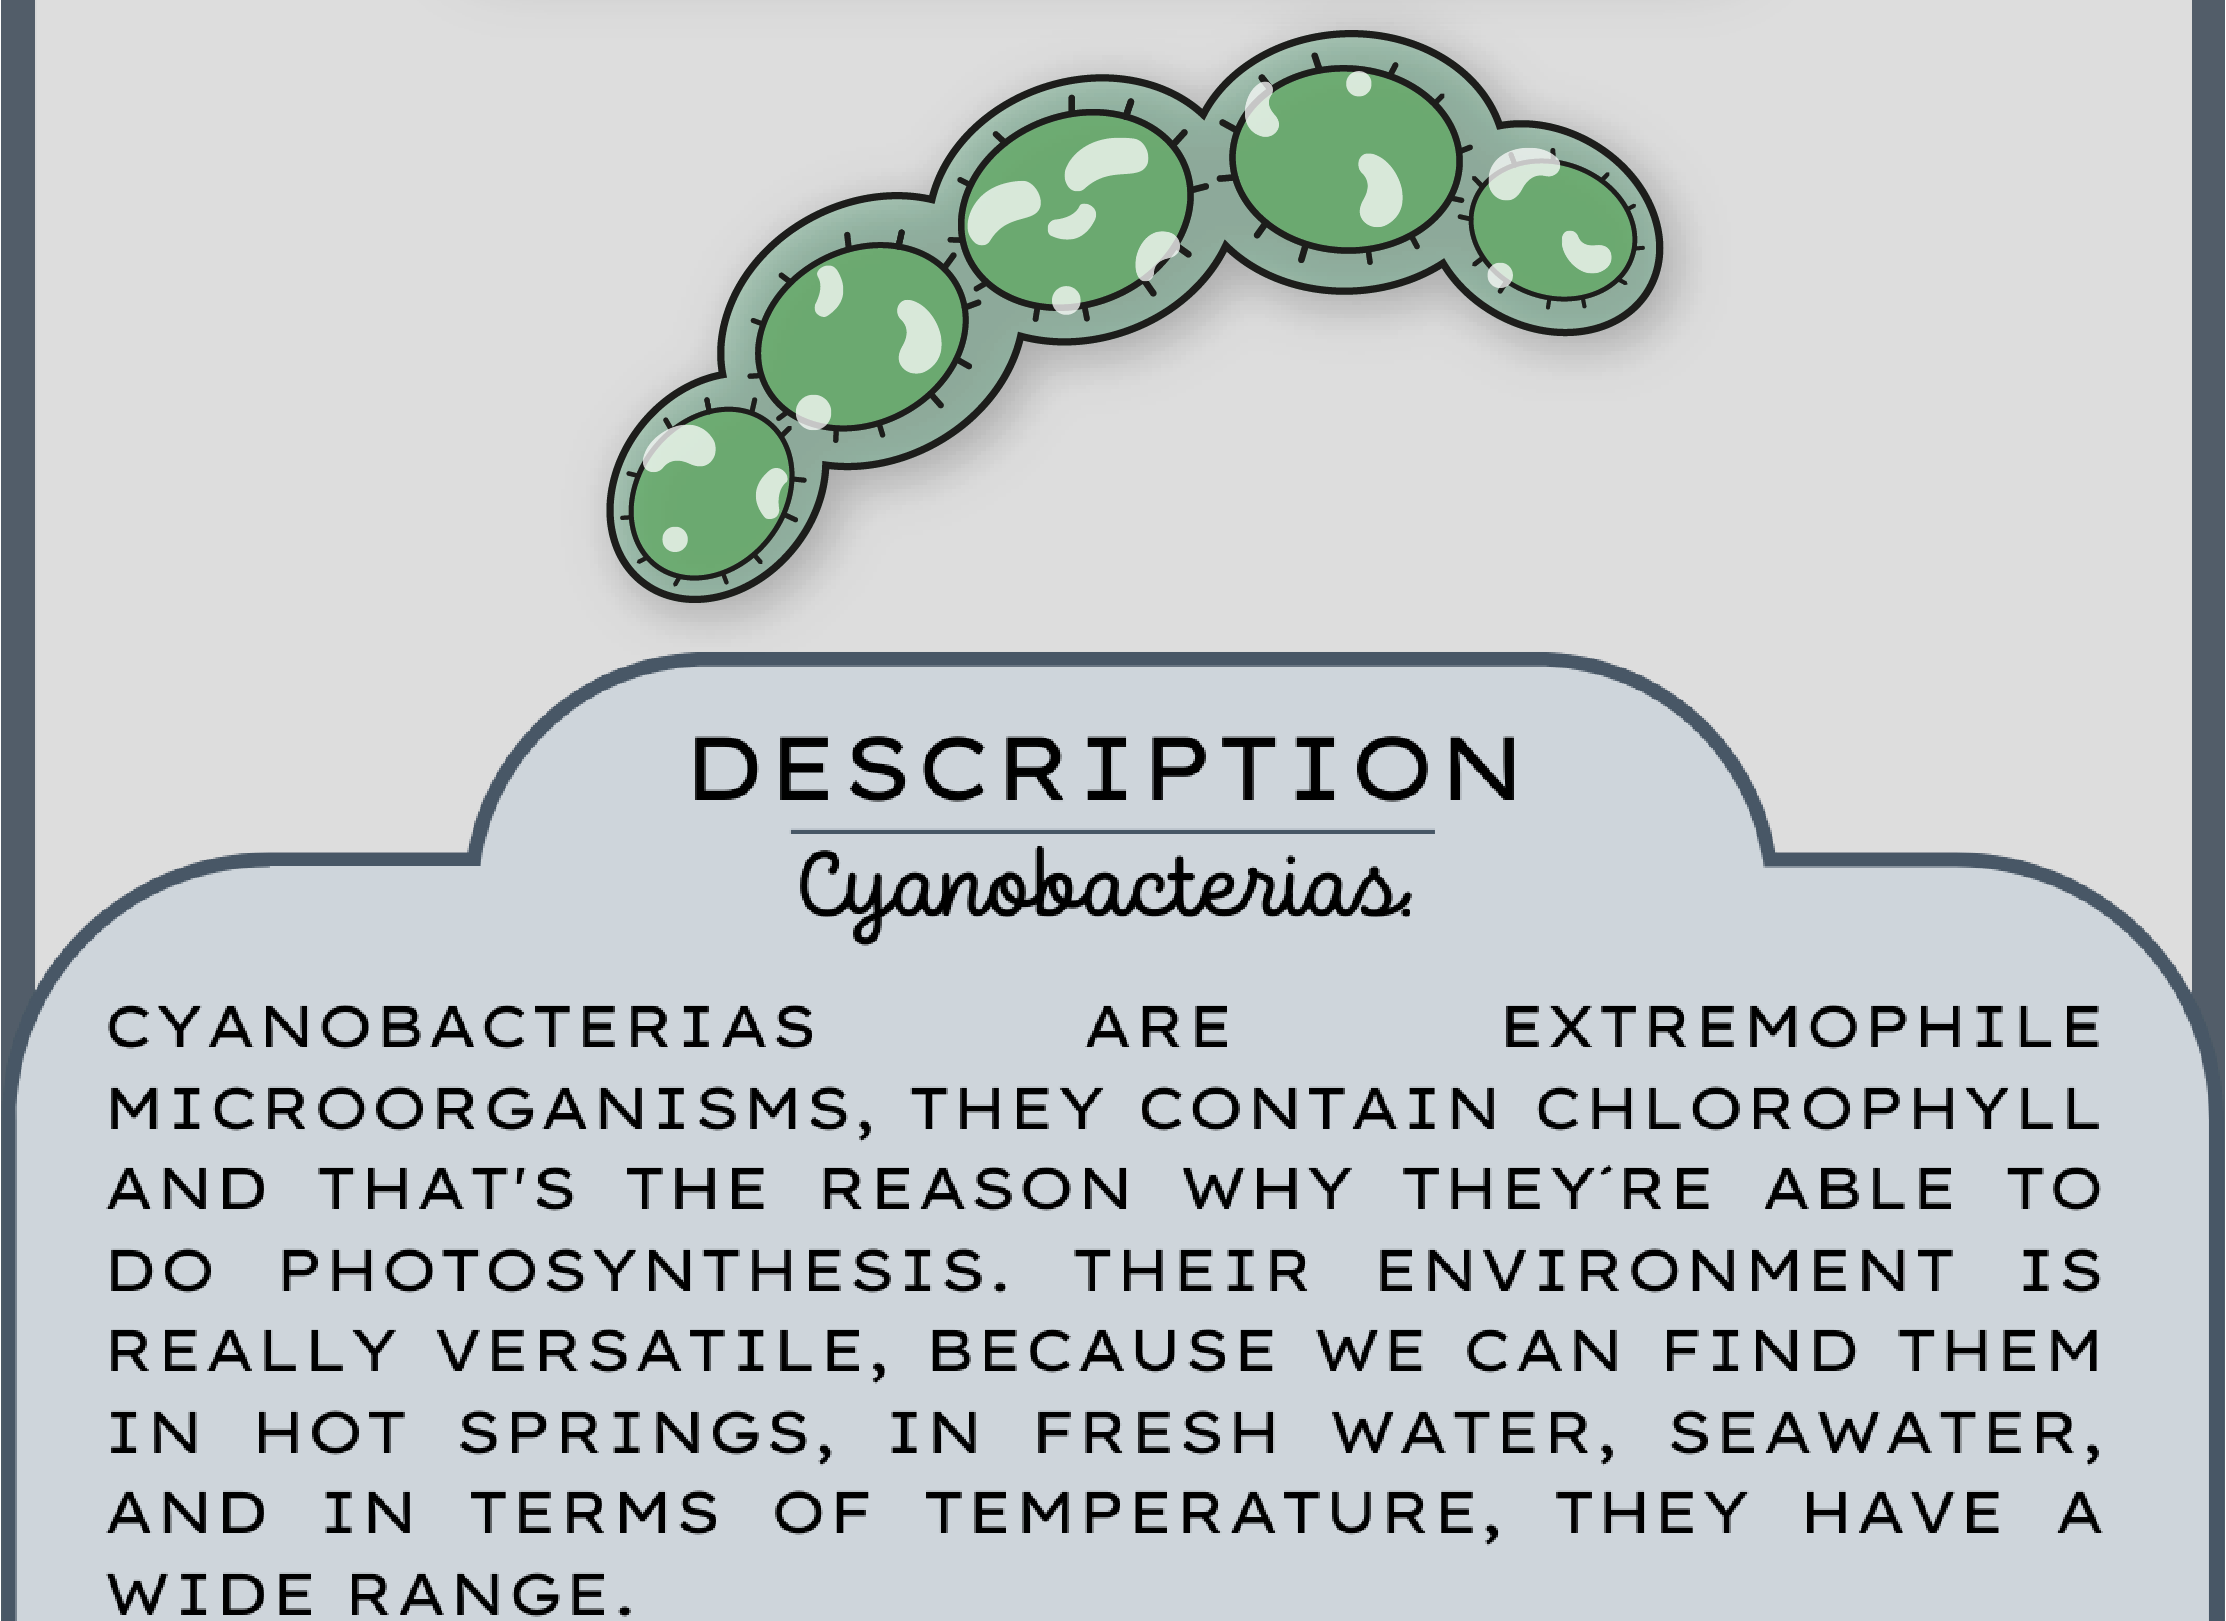 DESCRIPTION
Cyanobacterias.
CYANOBACTERIAS ARE EXTREMOPHILE
MICROORGANISMS, THEY CONTAIN CHLOROPHYLL
AND THAT'S THE REASON WHY THEY´RE ABLE TO
DO PHOTOSYNTHESIS. THEIR ENVIRONMENT IS
REALLY VERSATILE, BECAUSE WE CAN FIND THEM
IN HOT SPRINGS, IN FRESH WATER, SEAWATER,
AND IN TERMS OF TEMPERATURE, THEY HAVE A
WIDE RANGE.